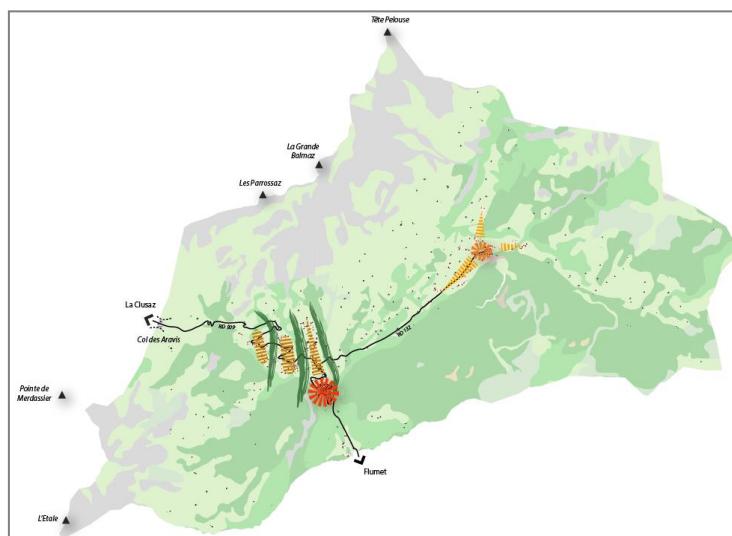 Tête Pelouse
La Grande
Balmaz
Les Parrossaz
La Clusaz
RD 909
Col des Aravis
RD 132
Pointe de
Merdassier
Flumet
L'Etale